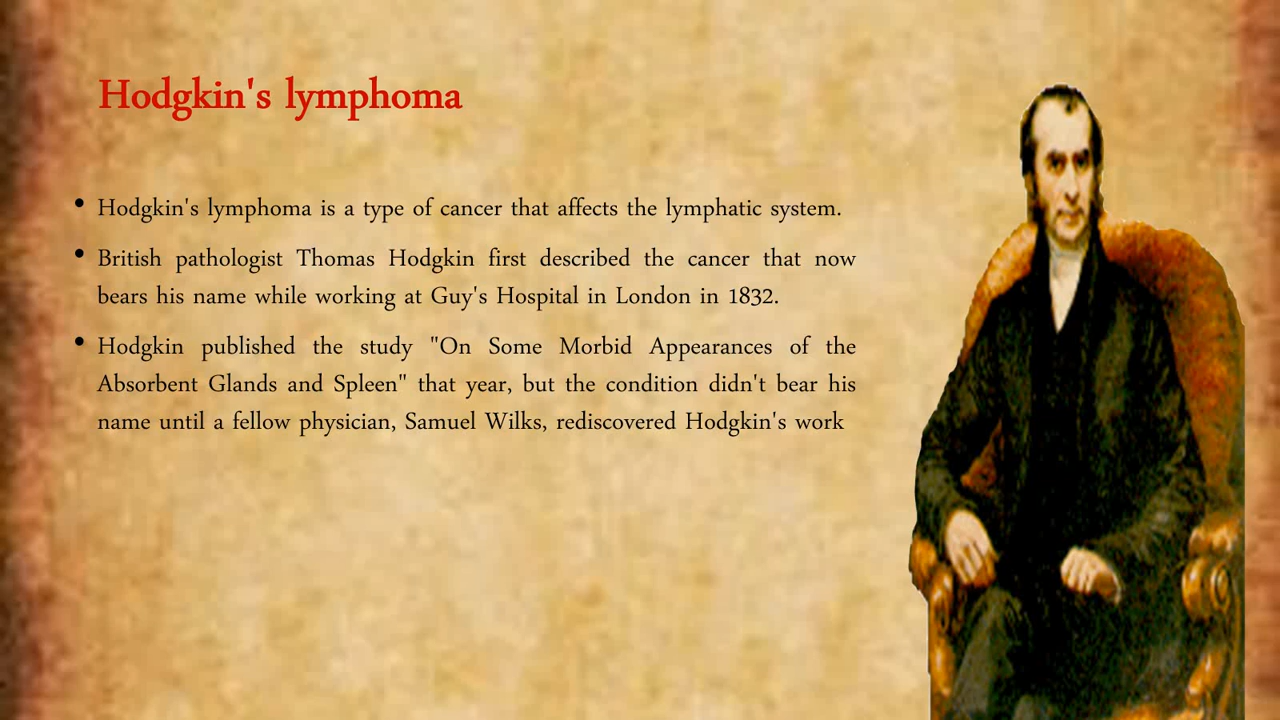 Hodgkin's lymphoma
• Hodgkin's lymphoma is a type of cancer that affects the lymphatic system.
• British pathologist Thomas Hodgkin first described the cancer that now
bears his name while working at Guy's Hospital in London in 1832.
• Hodgkin published the study "On Some Morbid Appearances of the
Absorbent Glands and Spleen" that year, but the condition didn't bear his
name until a fellow physician, Samuel Wilks, rediscovered Hodgkin's work